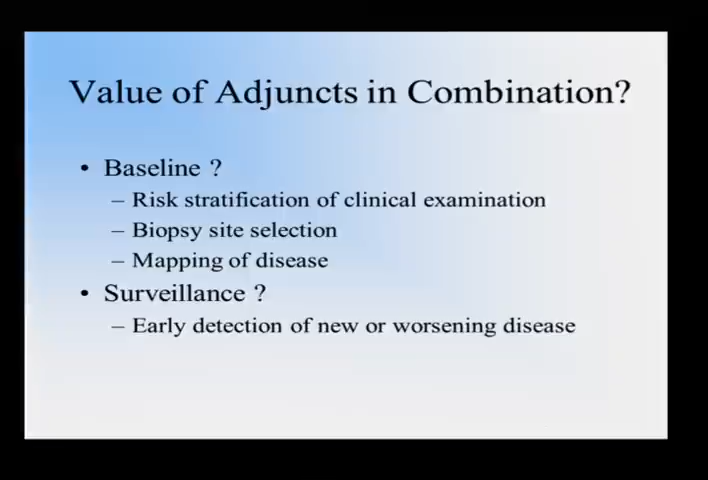 Value of Adjuncts in Combination?
• Baseline ?
– Risk stratification of clinical examination
– Biopsy site selection
– Mapping of disease
• Surveillance ?
– Early detection of new or worsening disease